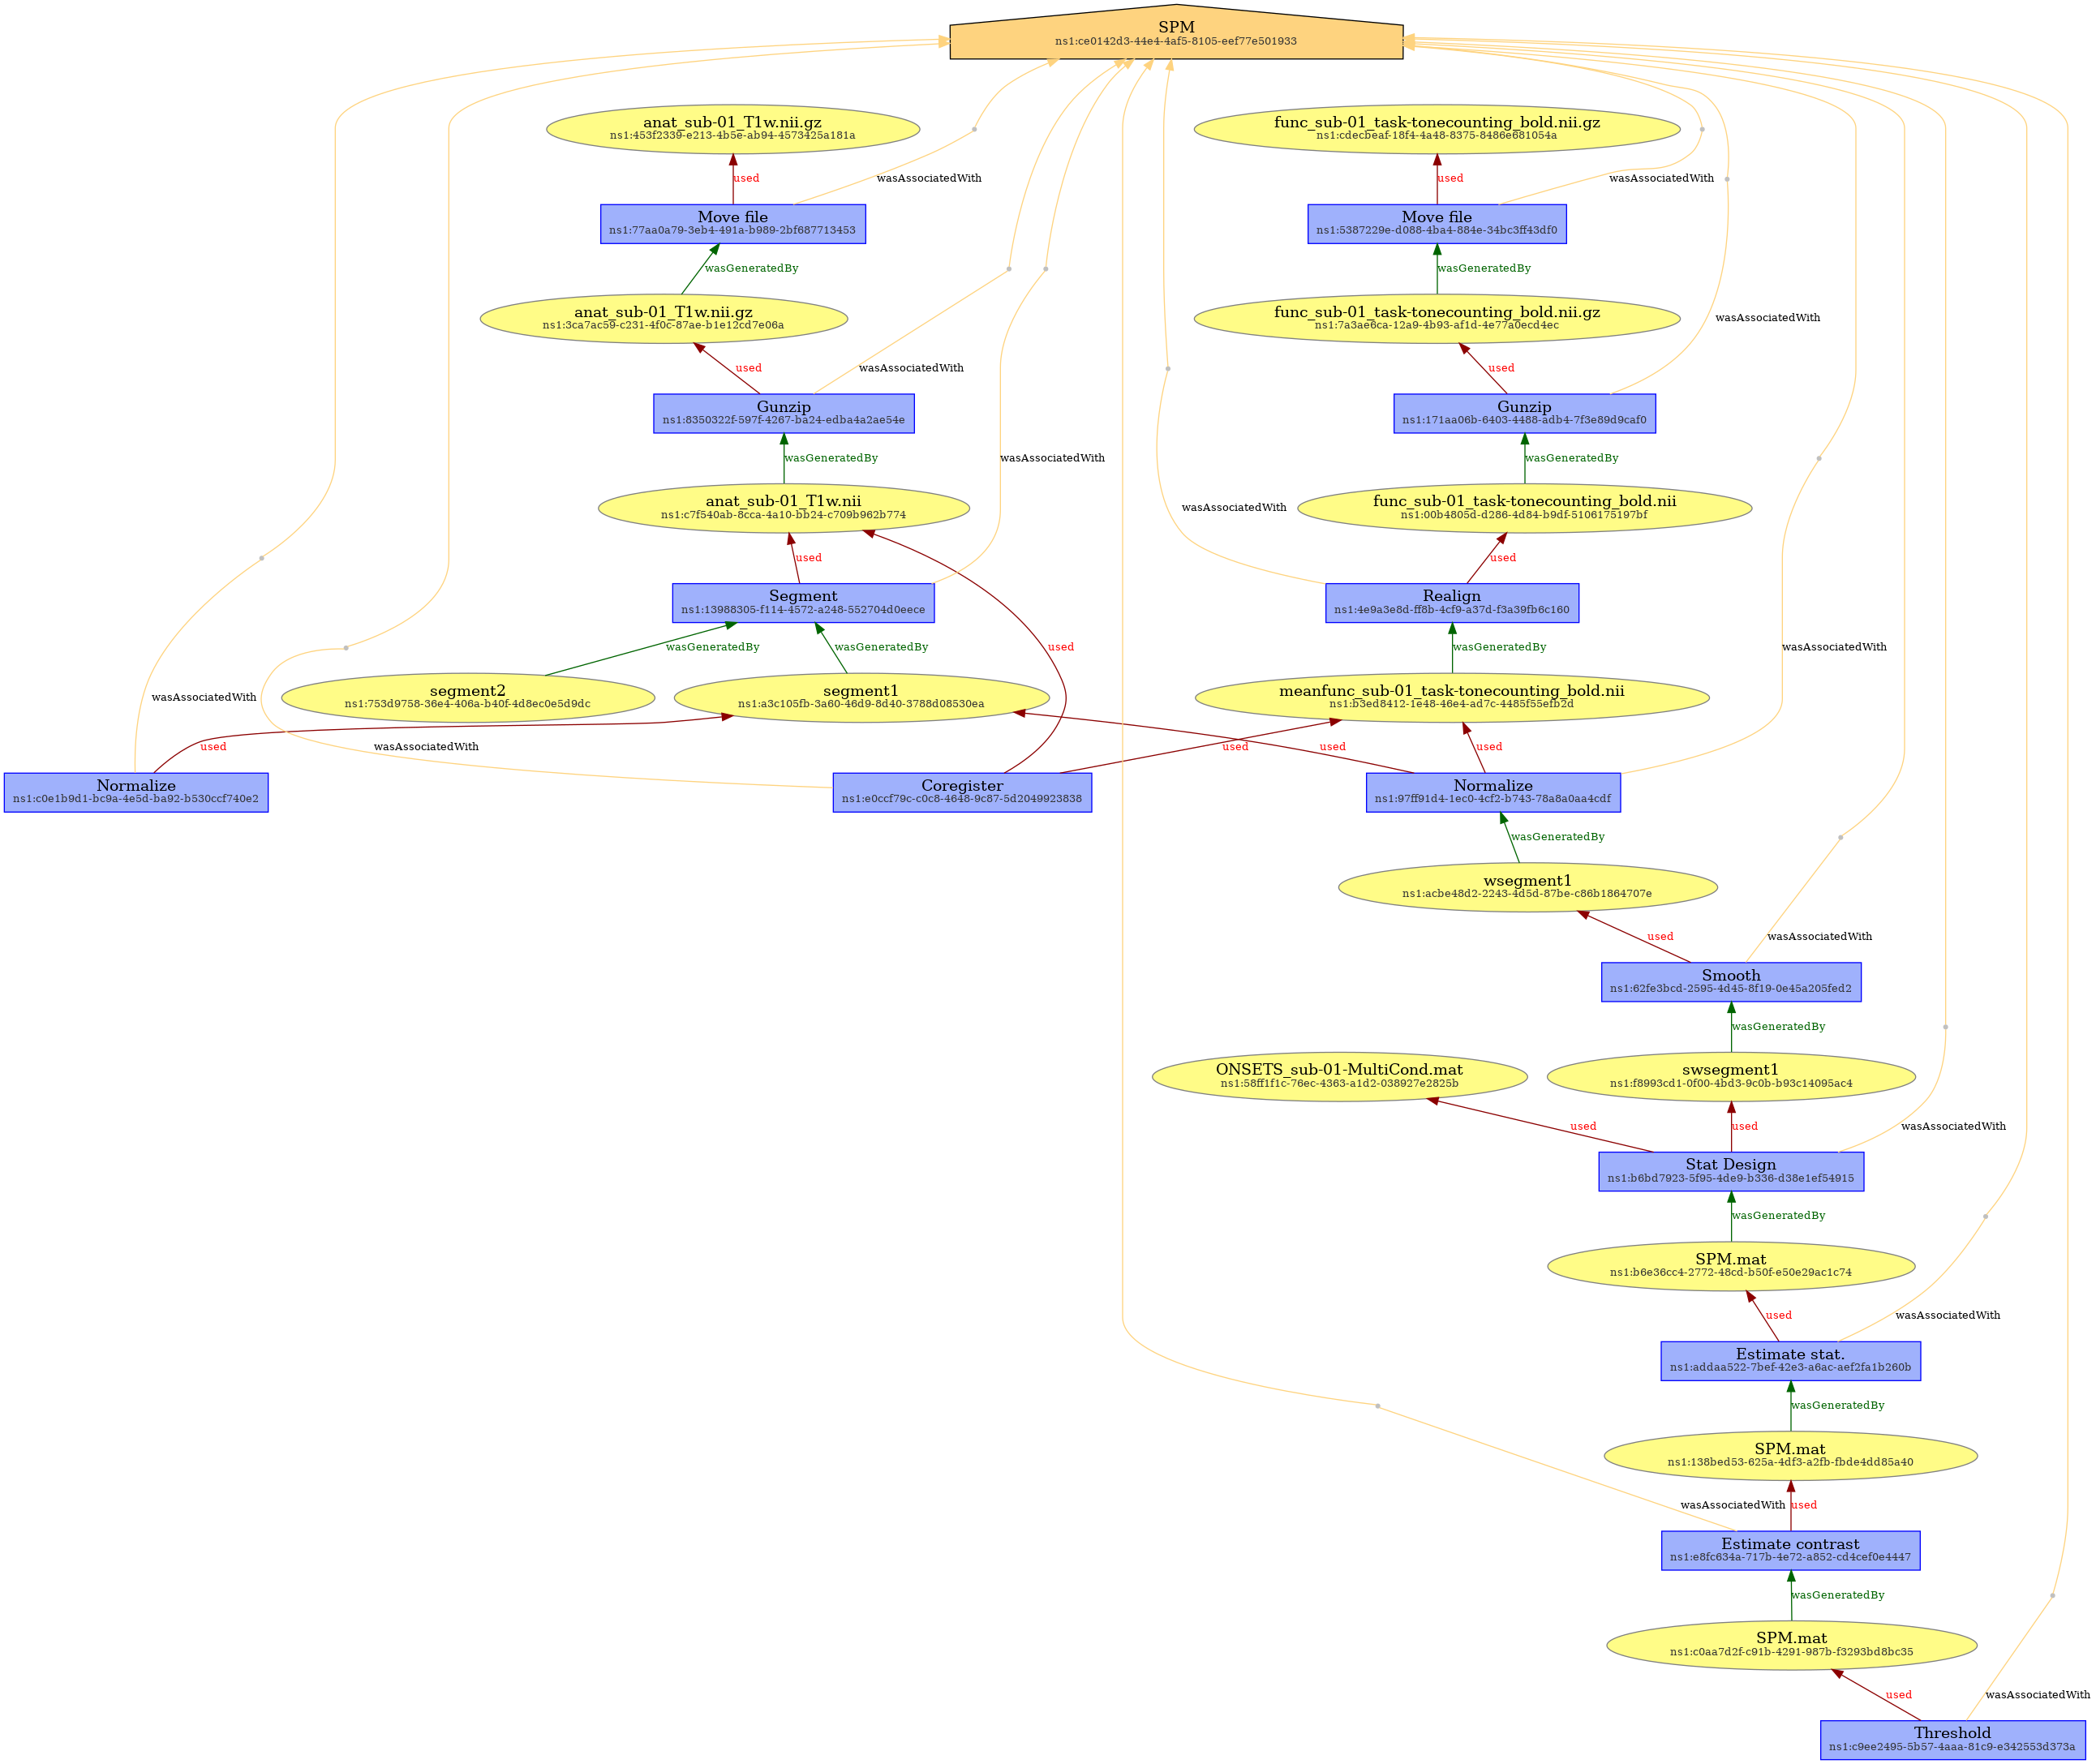 SPM
ns1:ce0142d3-44e4-4af5-8105-eef77e501933
anat_sub-01_T1w.nii.gz
ns1:453f2339-e213-4b5e-ab94-4573425a181a
func_sub-01_task-tonecounting_bold.nii.gz
ns1:cdecbeaf-18f4-4a48-8375-8486e681054a
used
wasAssociatedWith
used
wasAssociatedWith
Move file
ns1:77aa0a79-3eb4-491a-b989-2bf687713453
Move file
ns1:5387229e-d088-4ba4-884e-34bc3ff43df0
wasGeneratedBy
wasGeneratedBy
anat_sub-01_T1w.nii.gz
ns1:3ca7ac59-c231-4f0c-87ae-b1e12cd7e06a
func_sub-01_task-tonecounting_bold.nii.gz
ns1:7a3ae6ca-12a9-4b93-af1d-4e77a0ecd4ec
wasAssociatedWith
used
wasAssociatedWith
used
Gunzip
ns1:8350322f-597f-4267-ba24-edba4a2ae54e
Gunzip
ns1:171aa06b-6403-4488-adb4-7f3e89d9caf0
wasGeneratedBy
wasAssociatedWith
wasGeneratedBy
anat_sub-01_T1w.nii
ns1:c7f540ab-8cca-4a10-bb24-c709b962b774
wasAssociatedWith
func_sub-01_task-tonecounting_bold.nii
ns1:00b4805d-d286-4d84-b9df-5106175197bf
used
used
Segment
ns1:13988305-f114-4572-a248-552704d0eece
Realign
ns1:4e9a3e8d-ff8b-4cf9-a37d-f3a39fb6c160
wasGeneratedBy
wasGeneratedBy
used
wasGeneratedBy
wasAssociatedWith
wasAssociatedWith
segment2
ns1:753d9758-36e4-406a-b40f-4d8ec0e5d9dc
segment1
ns1:a3c105fb-3a60-46d9-8d40-3788d08530ea
meanfunc_sub-01_task-tonecounting_bold.nii
ns1:b3ed8412-1e48-46e4-ad7c-4485f55efb2d
used
wasAssociatedWith
used
used
used
Normalize
ns1:c0e1b9d1-bc9a-4e5d-ba92-b530ccf740e2
Coregister
ns1:e0ccf79c-c0c8-4648-9c87-5d2049923838
Normalize
ns1:97ff91d4-1ec0-4cf2-b743-78a8a0aa4cdf
wasGeneratedBy
wsegment1
ns1:acbe48d2-2243-4d5d-87be-c86b1864707e
used
wasAssociatedWith
Smooth
ns1:62fe3bcd-2595-4d45-8f19-0e45a205fed2
wasGeneratedBy
ONSETS_sub-01-MultiCond.mat
ns1:58ff1f1c-76ec-4363-a1d2-038927e2825b
swsegment1
ns1:f8993cd1-0f00-4bd3-9c0b-b93c14095ac4
used
used
wasAssociatedWith
Stat Design
ns1:b6bd7923-5f95-4de9-b336-d38e1ef54915
wasGeneratedBy
SPM.mat
ns1:b6e36cc4-2772-48cd-b50f-e50e29ac1c74
used
wasAssociatedWith
Estimate stat.
ns1:addaa522-7bef-42e3-a6ac-aef2fa1b260b
wasGeneratedBy
SPM.mat
ns1:138bed53-625a-4df3-a2fb-fbde4dd85a40
wasAssociatedWith
used
Estimate contrast
ns1:e8fc634a-717b-4e72-a852-cd4cef0e4447
wasGeneratedBy
SPM.mat
ns1:c0aa7d2f-c91b-4291-987b-f3293bd8bc35
used
wasAssociatedWith
Threshold
ns1:c9ee2495-5b57-4aaa-81c9-e342553d373a